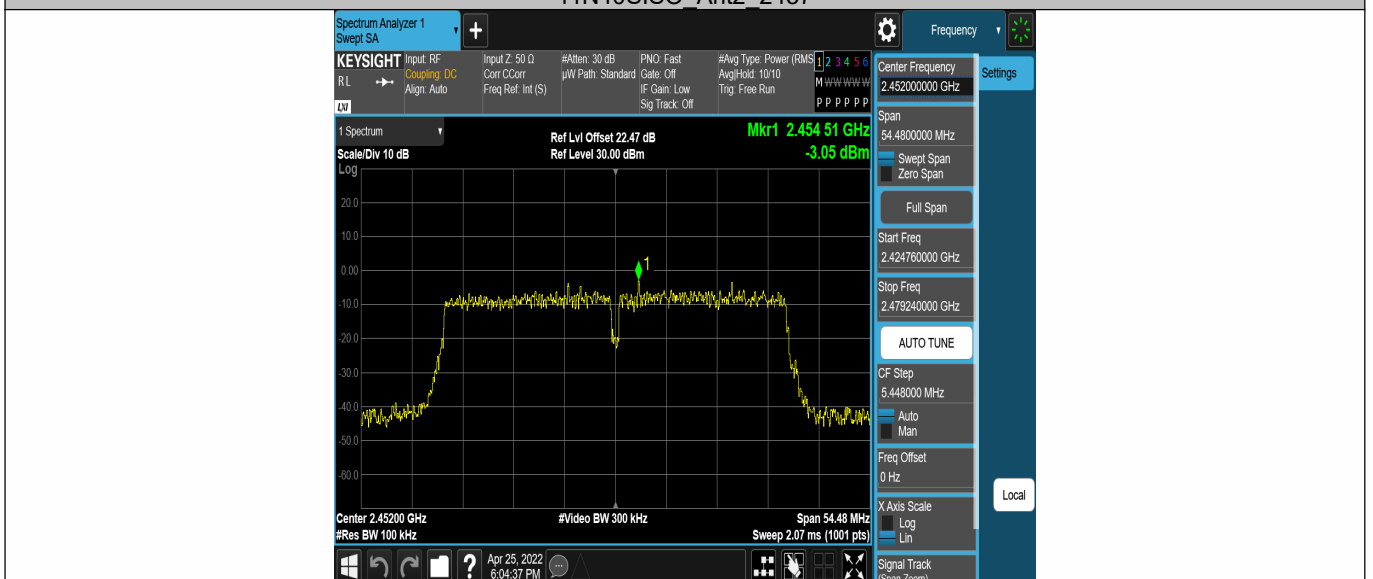 Spectrum Analyzer 1
Swept SA
+
Frequency
KEYSIGHT
R L
LXI
Input: RF
Coupling: DC
Align: Auto
Input Z: 50 Ω
Corr CCorr
Freq Ref: Int (S)
#Atten: 30 dB
µW Path: Standard
PNO: Fast
Gate: Off
IF Gain: Low
Sig Track: Off
#Avg Type: Power (RMS
Avg|Hold: 10/10
Trig: Free Run
1 2 3 4 5 6
M W W W W W
P P P P P P
1 Spectrum
Scale/Div 10 dB
Log
Ref Lvl Offset 22.47 dB
Ref Level 30.00 dBm
Mkr1 2.454 51 GHz
-3.05 dBm
20.0
10.0
0.00
-10.0
-20.0
-30.0
-40.0
-50.0
-60.0
1
Center 2.45200 GHz
#Res BW 100 kHz
#Video BW 300 kHz
Span 54.48 MHz
Sweep 2.07 ms (1001 pts)
?
Apr 25, 2022
6:04:37 PM
Center Frequency
2.452000000 GHz
Settings
Span
54.4800000 MHz
Swept Span
Zero Span
Full Span
Start Freq
2.424760000 GHz
Stop Freq
2.479240000 GHz
AUTO TUNE
CF Step
5.448000 MHz
Auto
Man
Freq Offset
0 Hz
X Axis Scale
Log
Lin
Local
Signal Track
(Span Zoom)